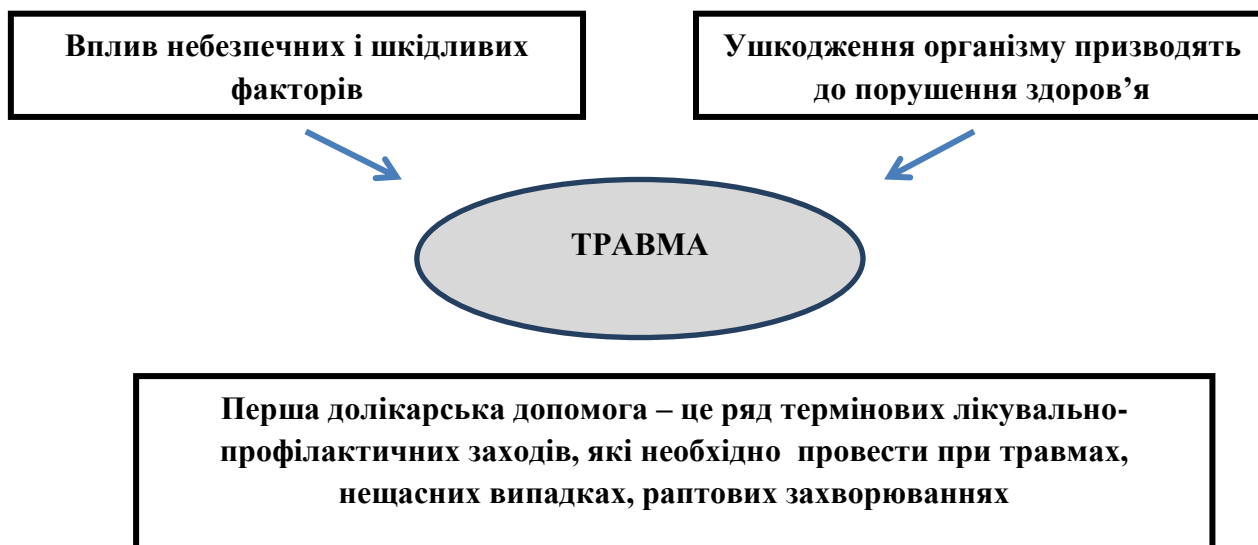 Вплив небезпечних і шкідливих
факторів
Ушкодження організму призводять
до порушення здоров’я
ТРАВМА
Перша долікарська допомога – це ряд термінових лікувально-
профілактичних заходів, які необхідно  провести при травмах,
нещасних випадках, раптових захворюваннях